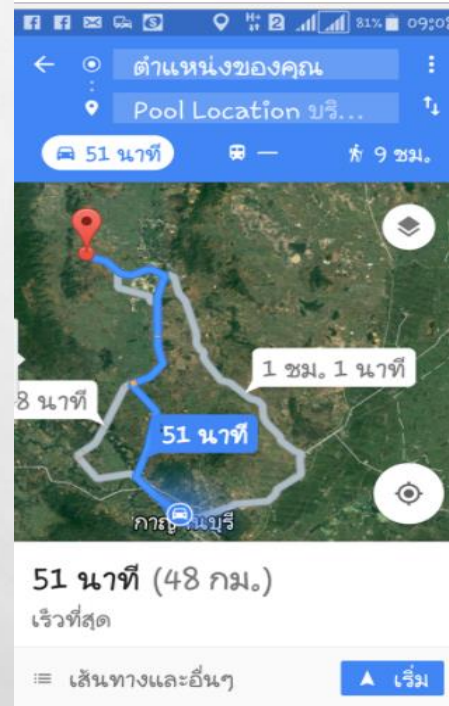 81% 09:08
ตำแหน่งของคุณ
Pool Location บริ...
51 นาที
—
9 ชม.
1 ชม. 1 นาที
8 นาที
51 นาที
51 นาที (48 กม.)
เร็วที่สุด
เส้นทางและอื่นๆ
เริ่ม